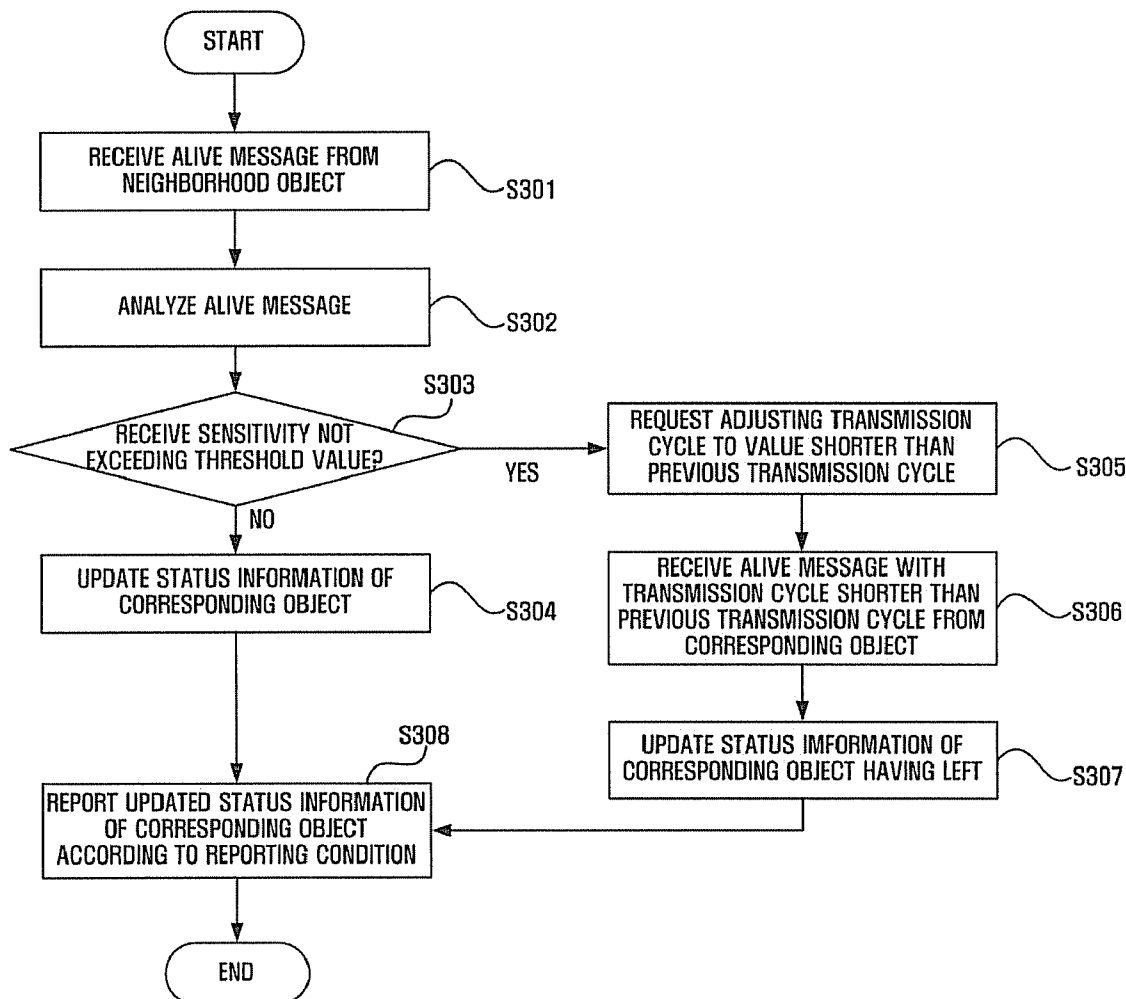 START
RECEIVE ALIVE MESSAGE FROM
NEIGHBORHOOD OBJECT
S301
ANALYZE ALIVE MESSAGE
S302
S303
RECEIVE SENSITIVITY NOT
EXCEEDING THRESHOLD VALUE?
YES
NO
REQUEST ADJUSTING TRANSMISSION
CYCLE TO VALUE SHORTER THAN
PREVIOUS TRANSMISSION CYCLE
S305
UPDATE STATUS INFORMATION OF
CORRESPONDING OBJECT
S304
RECEIVE ALIVE MESSAGE WITH
TRANSMISSION CYCLE SHORTER THAN
PREVIOUS TRANSMISSION CYCLE FROM
CORRESPONDING OBJECT
S306
UPDATE STATUS IMFORMATION OF
CORRESPONDING OBJECT HAVING LEFT
S307
S308
REPORT UPDATED STATUS INFORMATION
OF CORRESPONDING OBJECT
ACCORDING TO REPORTING CONDITION
END